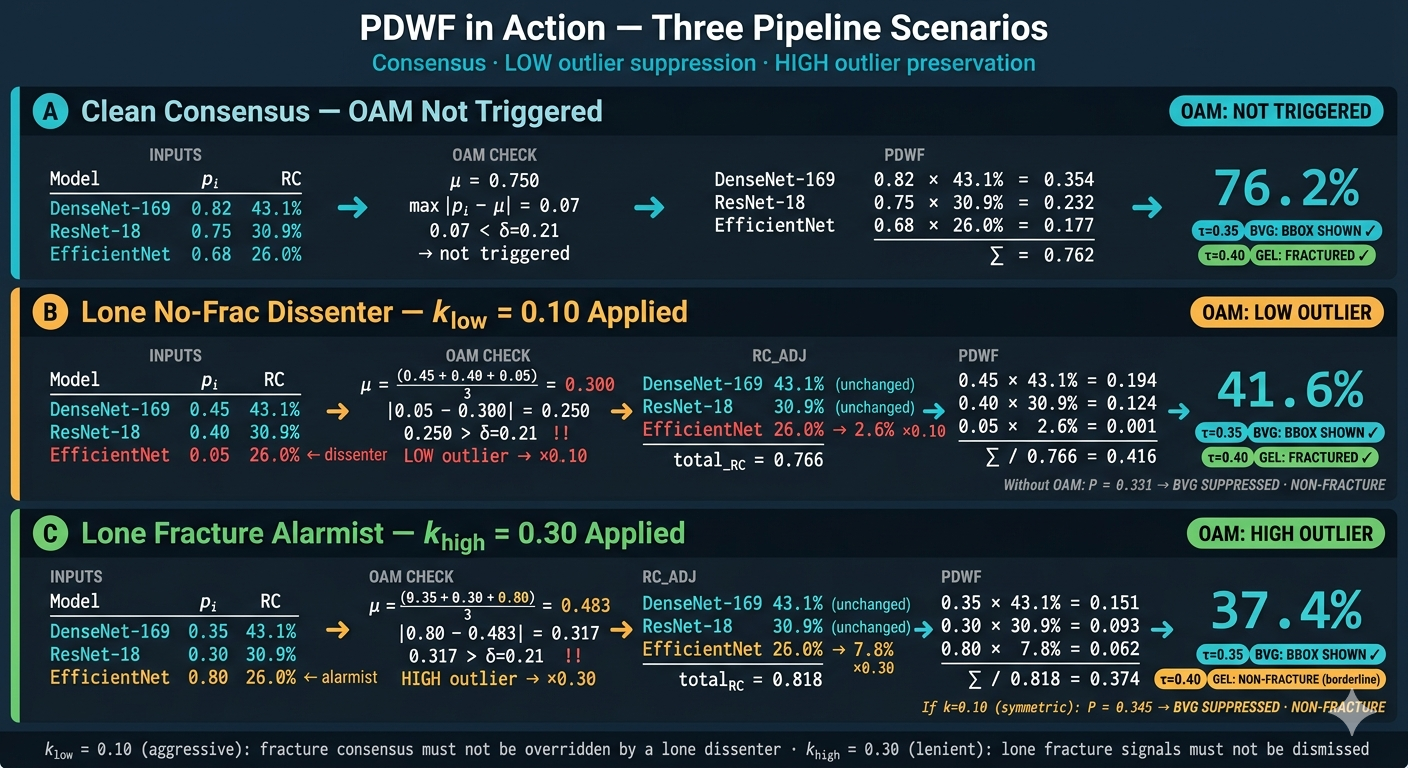 PDWF in Action — Three Pipeline Scenarios
Consensus · LOW outlier suppression · HIGH outlier preservation
A Clean Consensus — OAM Not Triggered
OAM: NOT TRIGGERED
INPUTS
Model pᵢ RC
DenseNet-169 0.82 43.1%
ResNet-18 0.75 30.9%
EfficientNet 0.68 26.0%
OAM CHECK
μ = 0.750
max |pᵢ − μ| = 0.07
0.07 < δ=0.21
→ not triggered
PDWF
DenseNet-169 0.82 × 43.1% = 0.354
ResNet-18 0.75 × 30.9% = 0.232
EfficientNet 0.68 × 26.0% = 0.177
∑ = 0.762
76.2%
τ=0.35 BVG: BBOX SHOWN ✓
τ=0.40 GEL: FRACTURED ✓
B Lone No-Frac Dissenter — k_low = 0.10 Applied
OAM: LOW OUTLIER
INPUTS
Model pᵢ RC
DenseNet-169 0.45 43.1%
ResNet-18 0.40 30.9%
EfficientNet 0.05 26.0% ← dissenter
OAM CHECK
μ = (0.45 + 0.40 + 0.05) / 3 = 0.300
|0.05 − 0.300| = 0.250
0.250 > δ=0.21 !!
LOW outlier → ×0.10
RC_ADJ
DenseNet-169 43.1% (unchanged)
ResNet-18 30.9% (unchanged)
EfficientNet 26.0% → 2.6% ×0.10
total_RC = 0.766
PDWF
0.45 × 43.1% = 0.194
0.40 × 30.9% = 0.124
0.05 × 2.6% = 0.001
∑ / 0.766 = 0.416
41.6%
τ=0.35 BVG: BBOX SHOWN ✓
τ=0.40 GEL: FRACTURED ✓
Without OAM: P = 0.331 → BVG SUPPRESSED · NON-FRACTURE
C Lone Fracture Alarmist — k_high = 0.30 Applied
OAM: HIGH OUTLIER
INPUTS
Model pᵢ RC
DenseNet-169 0.35 43.1%
ResNet-18 0.30 30.9%
EfficientNet 0.80 26.0% ← alarmist
OAM CHECK
μ = (9.35 + 0.30 + 0.80) / 3 = 0.483
|0.80 − 0.483| = 0.317
0.317 > δ=0.21 !!
HIGH outlier → ×0.30
RC_ADJ
DenseNet-169 43.1% (unchanged)
ResNet-18 30.9% (unchanged)
EfficientNet 26.0% → 7.8%
×0.30
total_RC = 0.818
PDWF
0.35 × 43.1% = 0.151
0.30 × 30.9% = 0.093
0.80 × 7.8% = 0.062
∑ / 0.818 = 0.374
37.4%
τ=0.35 BVG: BBOX SHOWN ✓
τ=0.40 GEL: NON-FRACTURE (borderline)
If k=0.10 (symmetric): P = 0.345 → BVG SUPPRESSED · NON-FRACTURE
k_low = 0.10 (aggressive): fracture consensus must not be overridden by a lone dissenter · k_high = 0.30 (lenient): lone fracture signals must not be dismissed